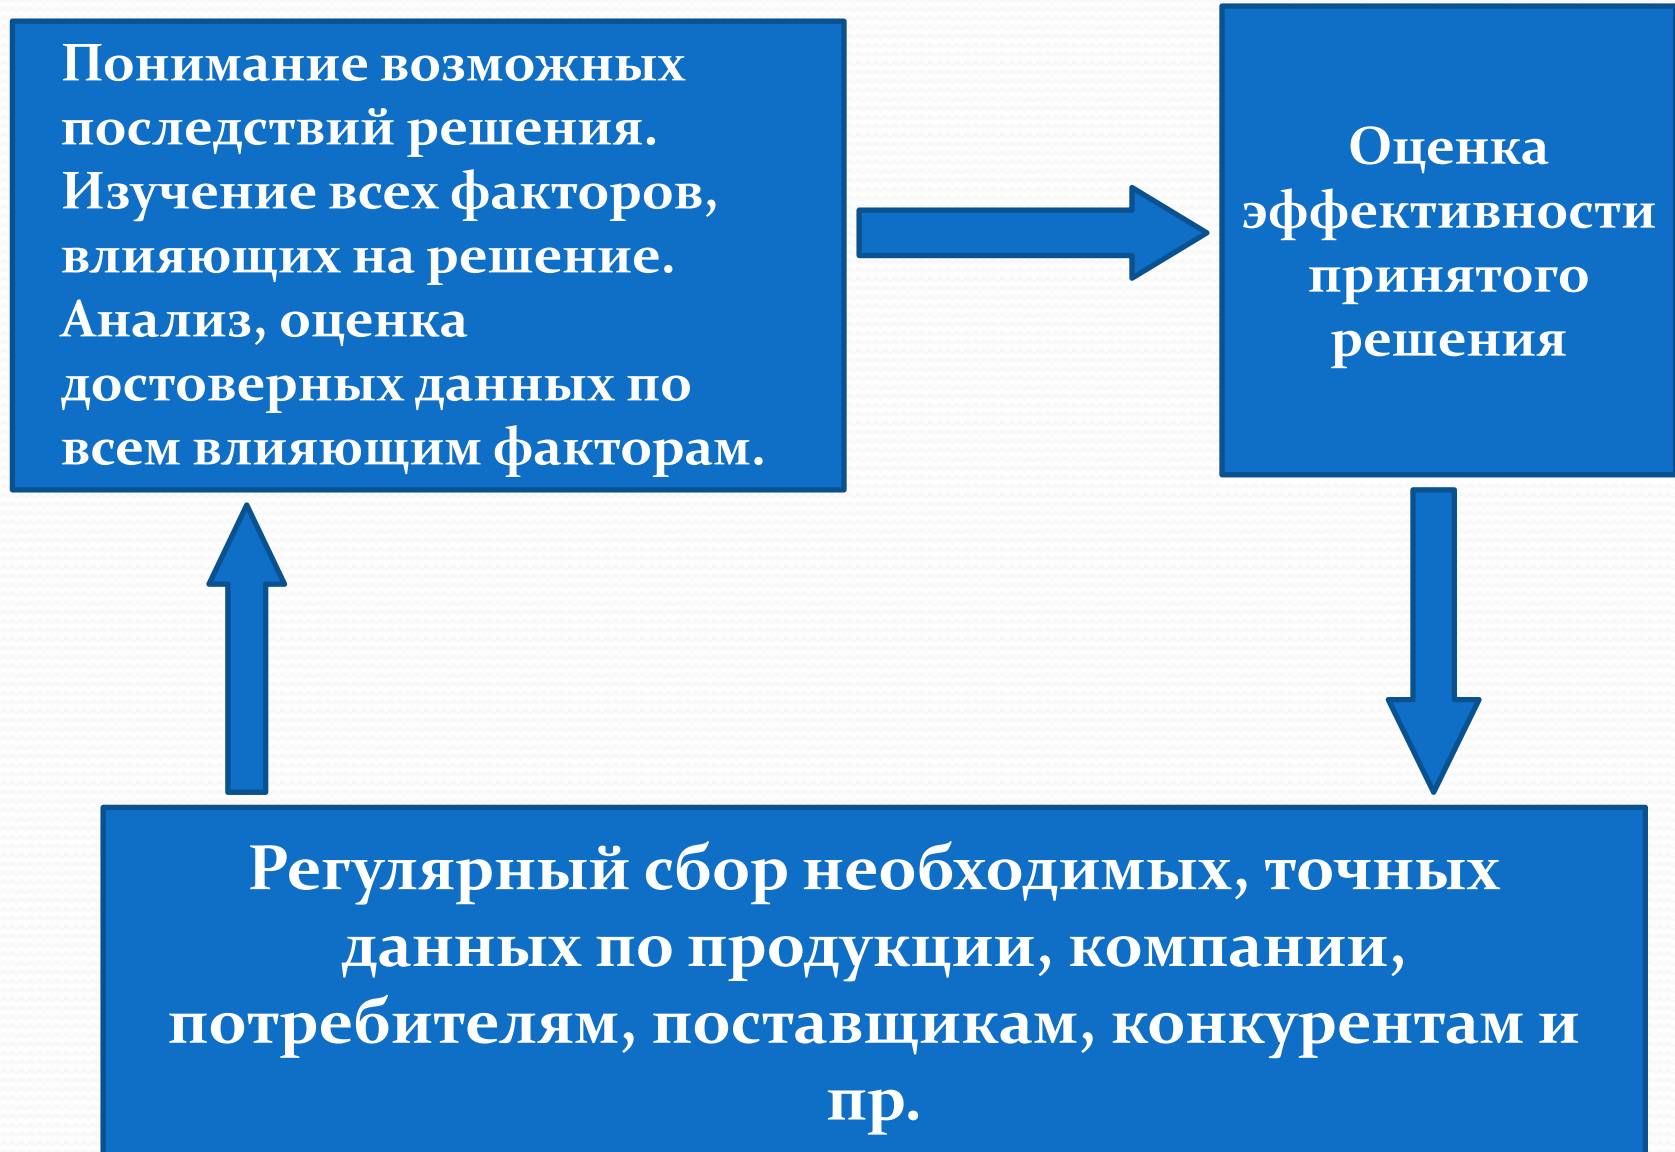 Понимание возможных
последствий решения.
Изучение всех факторов,
влияющих на решение.
Анализ, оценка
достоверных данных по
всем влияющим факторам.
Оценка
эффективности
принятого
решения
Регулярный сбор необходимых, точных
данных по продукции, компании,
потребителям, поставщикам, конкурентам и
пр.